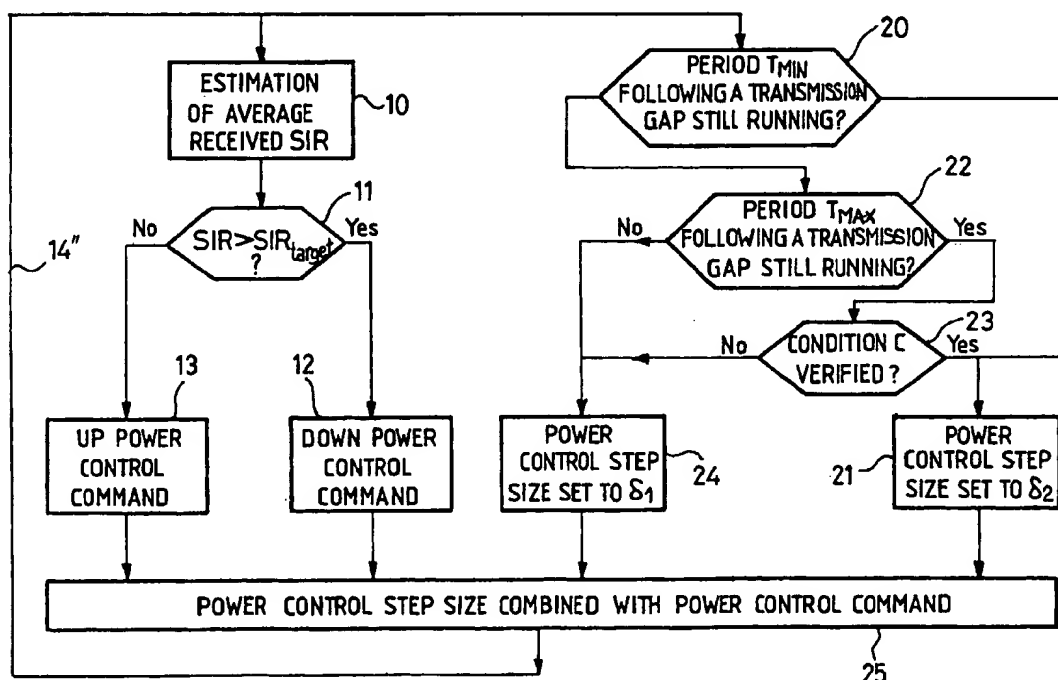 20
PERIOD TMIN
FOLLOWING A TRANSMISSION
GAP STILL RUNNING?
ESTIMATION
OF AVERAGE
RECEIVED SIR
10
22
PERIOD TMAX
FOLLOWING A TRANSMISSION
GAP STILL RUNNING?
No
Yes
11
No
SIR>SIRtarget
?
Yes
14"
23
CONDITION C
VERIFIED ?
No
Yes
13
UP POWER
CONTROL
COMMAND
12
DOWN POWER
CONTROL
COMMAND
POWER
CONTROL STEP
SIZE SET TO δ1
24
21
POWER
CONTROL STEP
SIZE SET TO δ2
POWER CONTROL STEP SIZE COMBINED WITH POWER CONTROL COMMAND
25